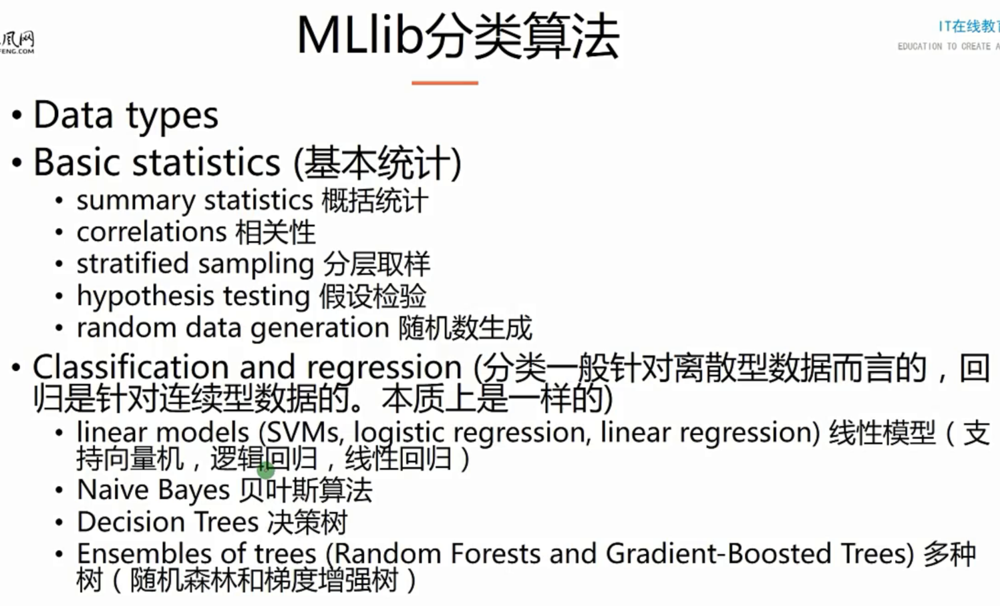 MLlib分类算法
风网
FENG.COM
IT在线教育
EDUCATION TO CREATE A
• Data types
• Basic statistics (基本统计)
• summary statistics 概括统计
• correlations 相关性
• stratified sampling 分层取样
• hypothesis testing 假设检验
• random data generation 随机数生成
• Classification and regression (分类一般针对离散型数据而言的，回
归是针对连续型数据的。本质上是一样的)
• linear models (SVMs, logistic regression, linear regression) 线性模型（支
持向量机，逻辑回归，线性回归）
• Naive Bayes 贝叶斯算法
• Decision Trees 决策树
• Ensembles of trees (Random Forests and Gradient-Boosted Trees) 多种
树（随机森林和梯度增强树）